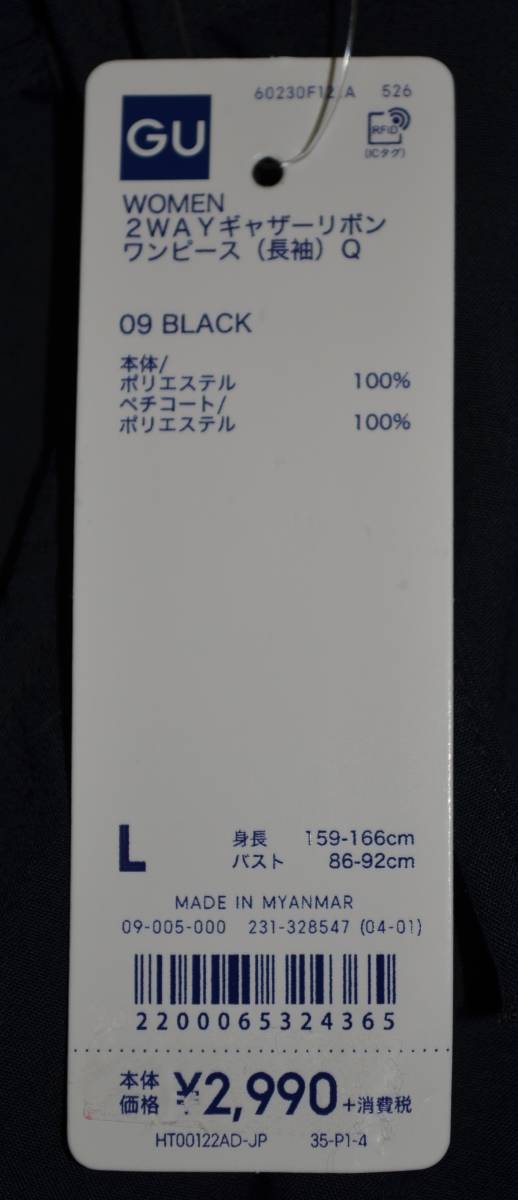 526
GU
RFID
(ICタグ)
WOMEN
2WAYギャザーリボン
ワンピース(長袖)Q
09 BLACK
本体/
ポリエステル 100%
ペチコート/
ポリエステル 100%
L
身長 159-166cm
バスト 86-92cm
MADE IN MYANMAR
09-005-000 231-328547 (04-01)
2200065324365
本体
価格 ¥2,990 +消費税
HT00122AD-JP 35-P1-4